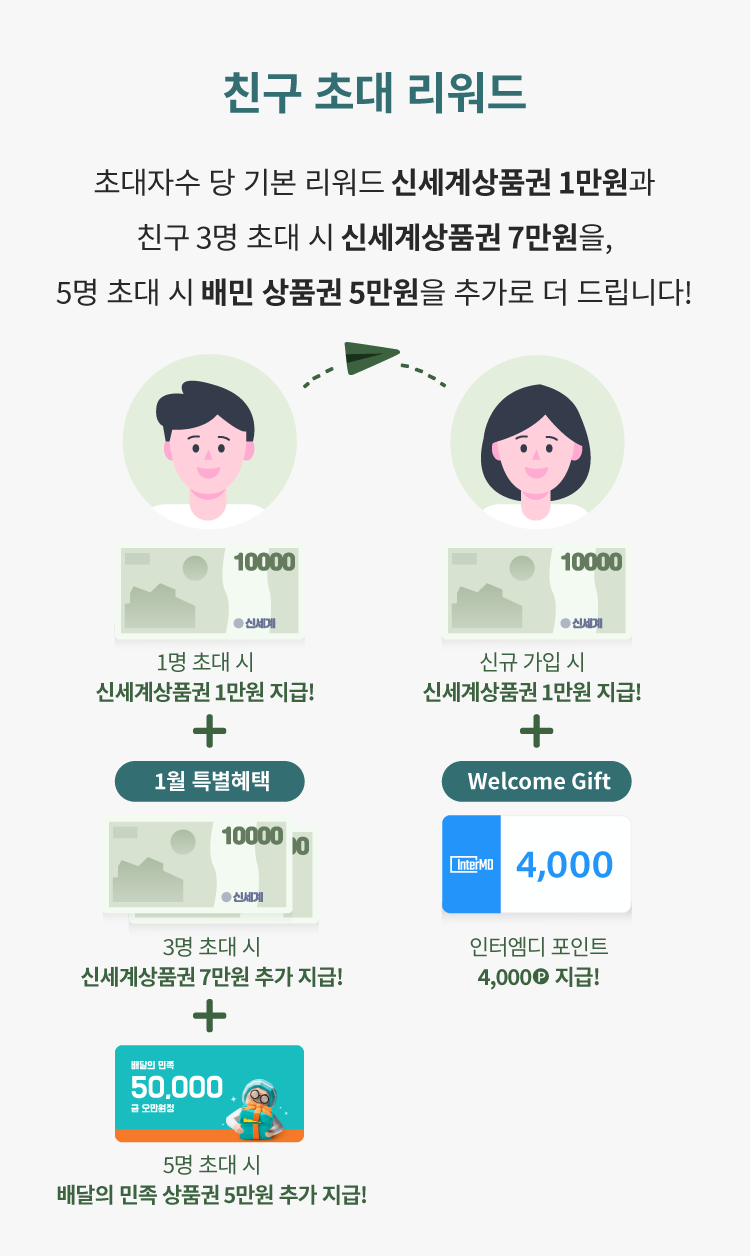 친구 초대 리워드
초대자수 당 기본 리워드 신세계상품권 1만원과
친구 3명 초대 시 신세계상품권 7만원을,
5명 초대 시 배민 상품권 5만원을 추가로 더 드립니다!
10000
신세계
1명 초대 시
신세계상품권 1만원 지급!
+
1월 특별혜택
10000
00
신세계
3명 초대 시
신세계상품권 7만원 추가 지급!
+
배달의 민족
50,000
금 오만원정
5명 초대 시
배달의 민족 상품권 5만원 추가 지급!
10000
신세계
신규 가입 시
신세계상품권 1만원 지급!
+
Welcome Gift
InterMD
4,000
인터엠디 포인트
4,000🅟 지급!